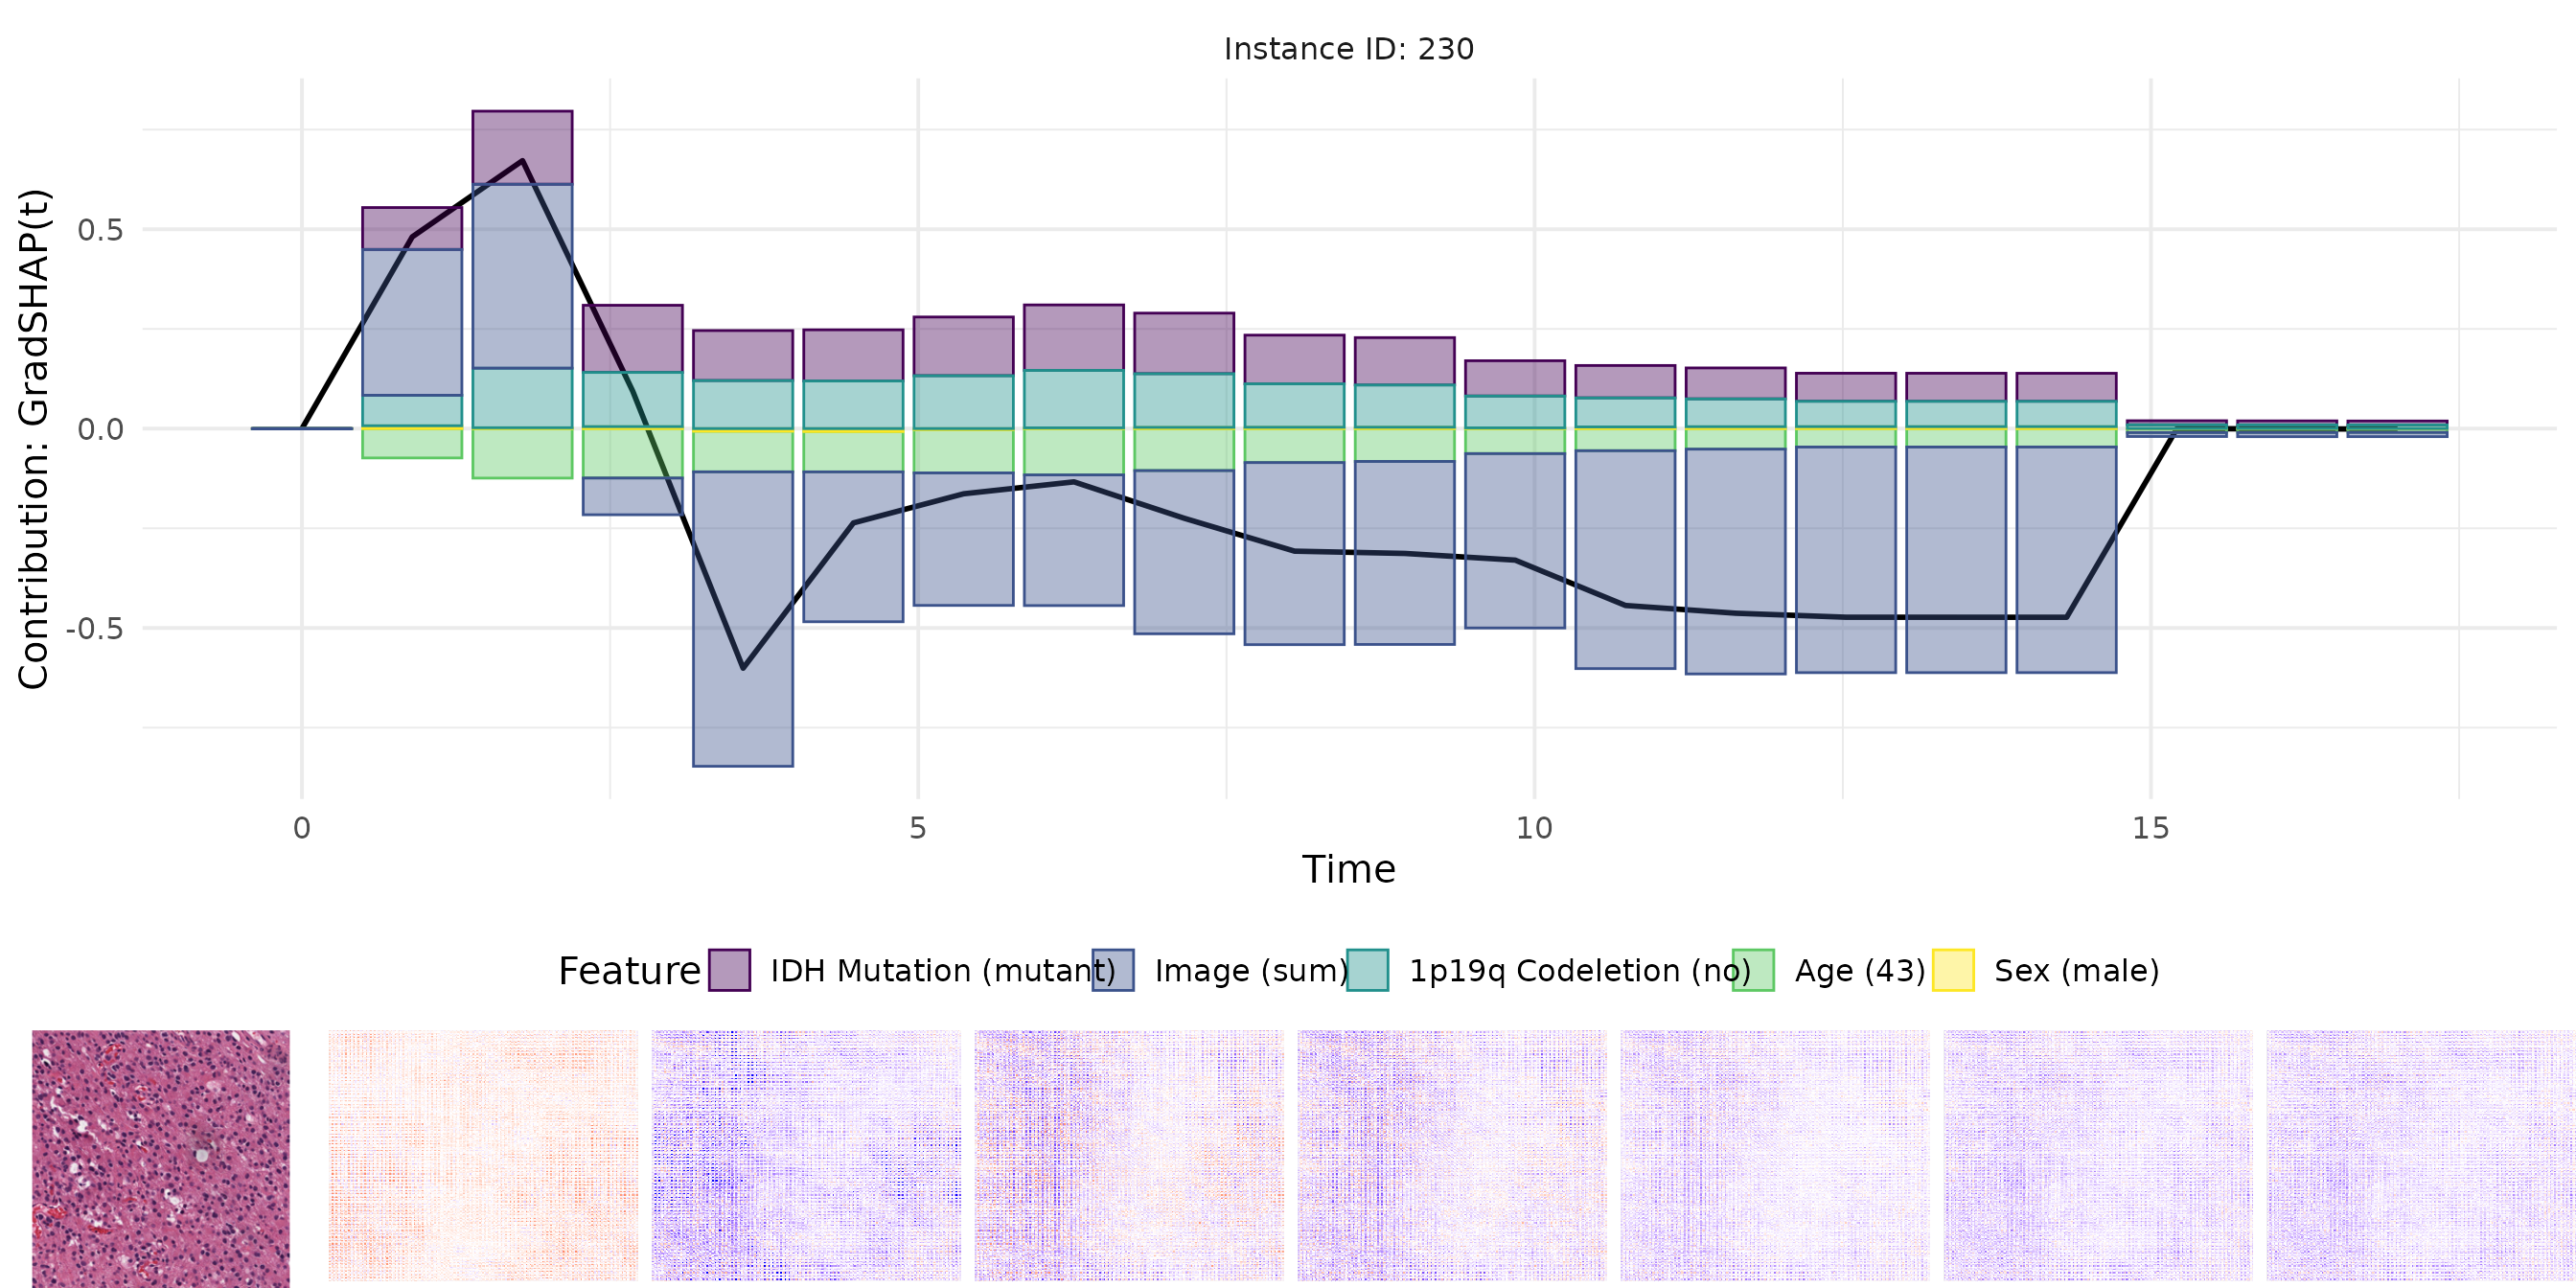 Instance ID: 230
Contribution: GradSHAP(t)
0.5
0.0
-0.5
0
5
10
15
Time
Feature
IDH Mutation (mutant)
Image (sum)
1p19q Codeletion (no)
Age (43)
Sex (male)